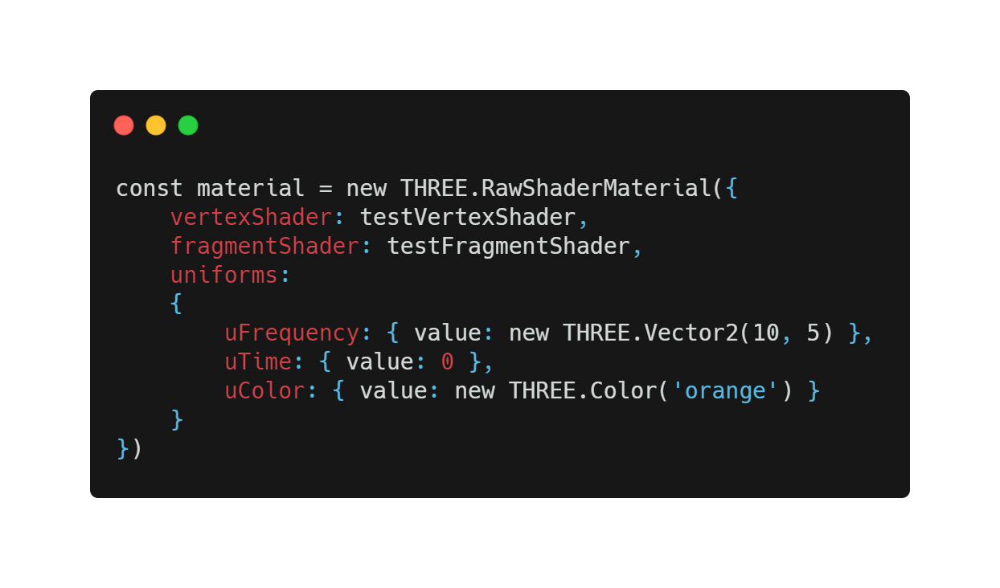 const material = new THREE.RawShaderMaterial({
    vertexShader: testVertexShader,
    fragmentShader: testFragmentShader,
    uniforms:
    {
        uFrequency: { value: new THREE.Vector2(10, 5) },
        uTime: { value: 0 },
        uColor: { value: new THREE.Color('orange') }
    }
})